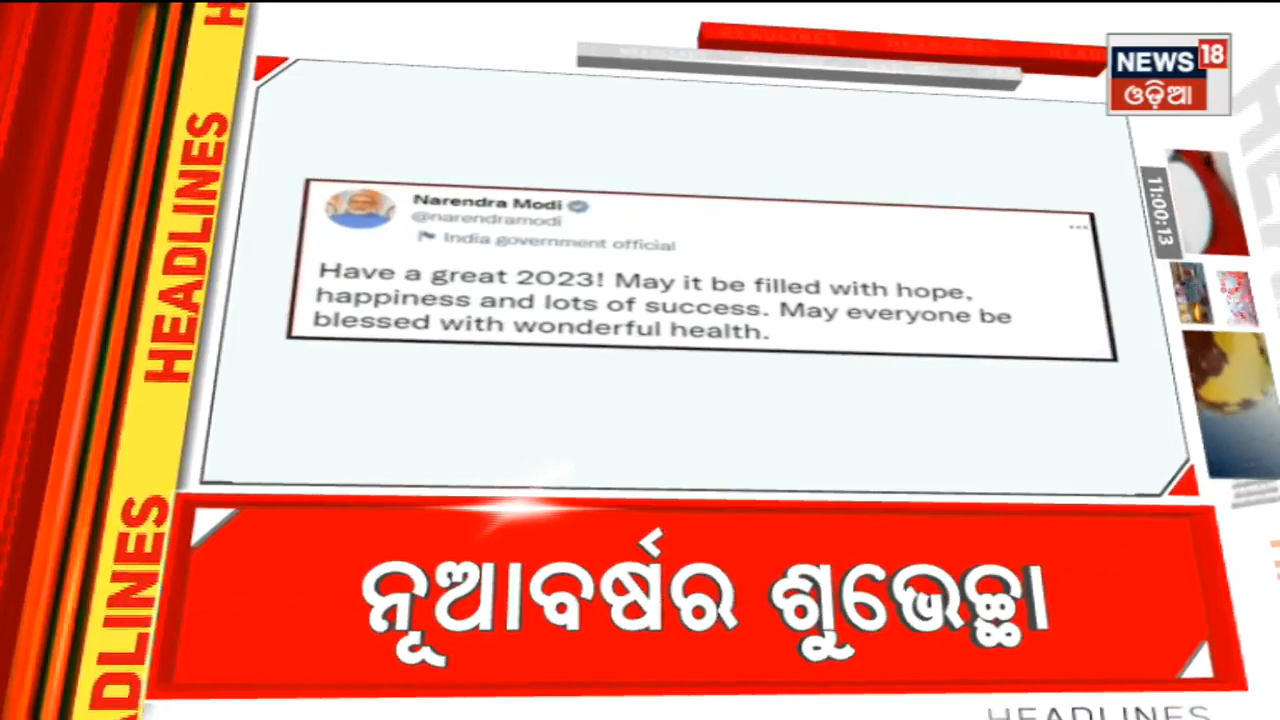 HEADLINES
HEADLINES
NEWS 18
ଓଡ଼ିଆ
Narendra Modi
@narendramodi
India government official
Have a great 2023! May it be filled with hope,
happiness and lots of success. May everyone be
blessed with wonderful health.
11:00:13
ନୂଆବର୍ଷର ଶୁଭେଚ୍ଛା
HEADLINES